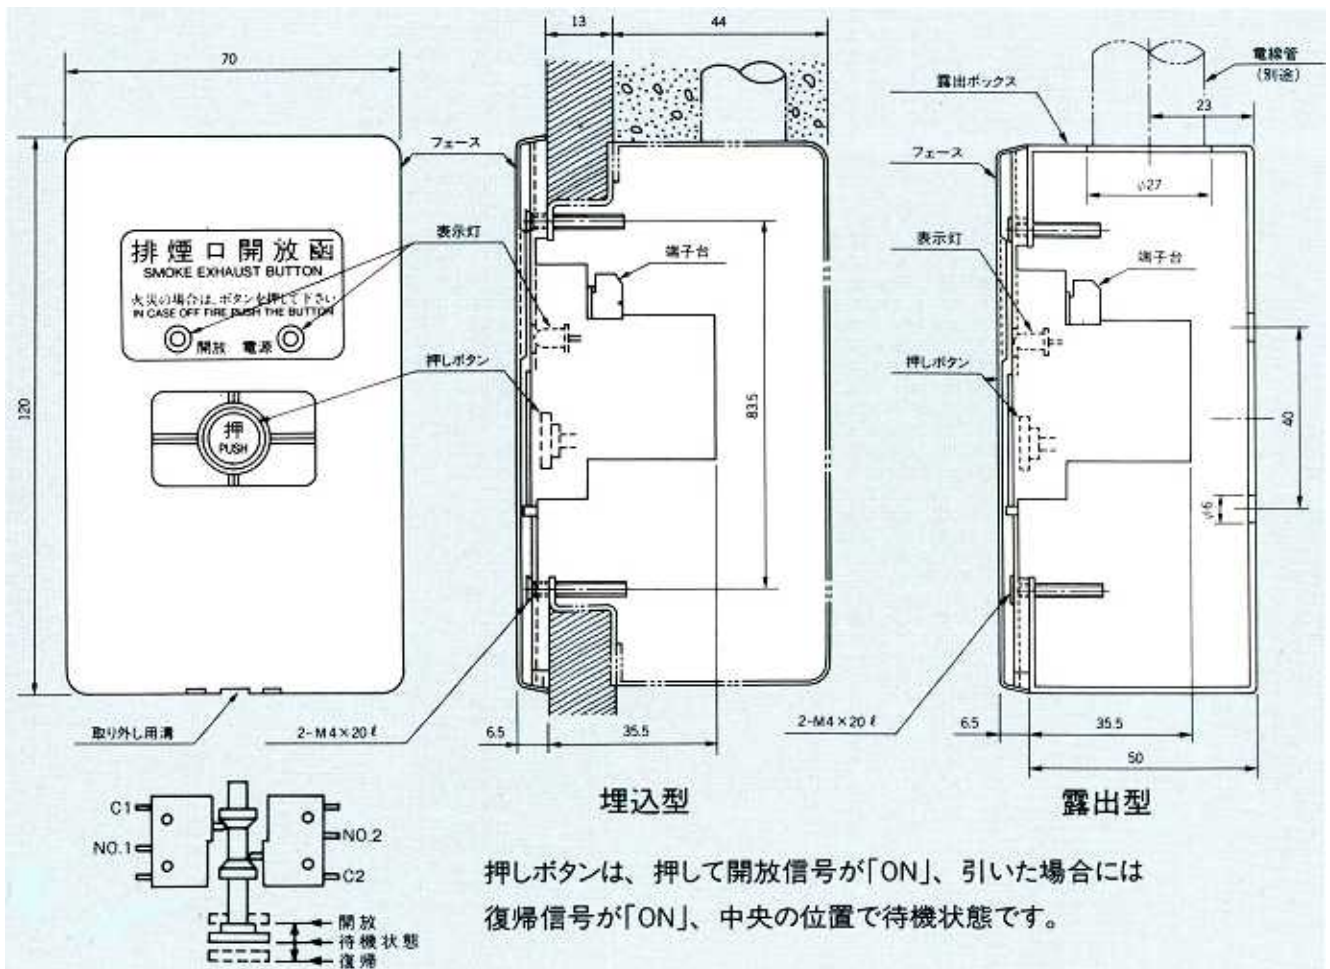 70
120
フェース
排煙口開放函
SMOKE EXHAUST BUTTON
火災の場合は、ボタンを押して下さい
IN CASE OFF FIRE PUSH THE BUTTON
開放 電源
押
PUSH
表示灯
押しボタン
取り外し用溝
2-M4×20ℓ
13
44
端子台
83.5
6.5
35.5
埋込型
電線管
(別途)
露出ボックス
23
フェース
φ27
表示灯
端子台
押しボタン
40
φ6
2-M4×20ℓ
6.5
35.5
50
露出型
C1
NO.1
NO.2
C2
開放
待機状態
復帰
押しボタンは、押して開放信号が「ON」、引いた場合には
復帰信号が「ON」、中央の位置で待機状態です。